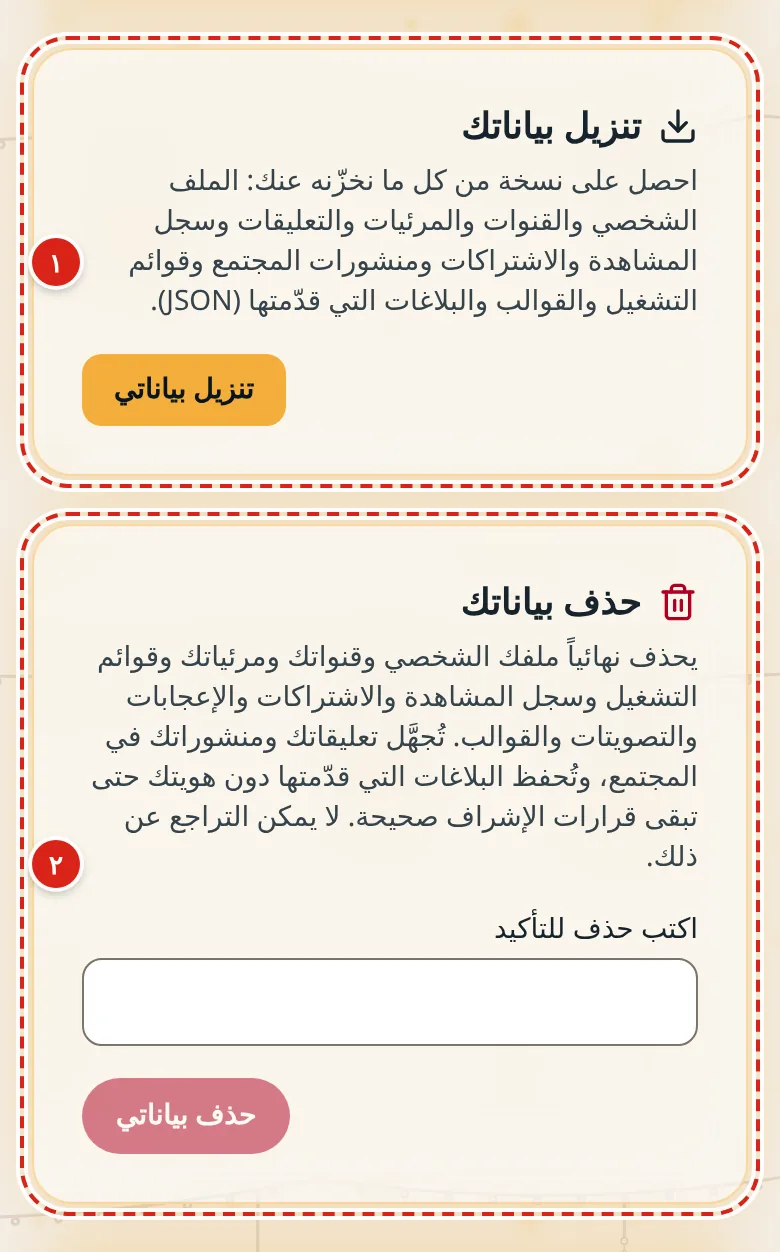 تنزيل بياناتك
احصل على نسخة من كل ما نخزّنه عنك: الملف
الشخصي والقنوات والمرئيات والتعليقات وسجل
المشاهدة والاشتراكات ومنشورات المجتمع وقوائم
التشغيل والقوالب والبلاغات التي قدّمتها (JSON).
١
تنزيل بياناتي
حذف بياناتك
يحذف نهائياً ملفك الشخصي وقنواتك ومرئياتك وقوائم
التشغيل وسجل المشاهدة والاشتراكات والإعجابات
والتصويتات والقوالب. تُجهَّل تعليقاتك ومنشوراتك في
المجتمع، وتُحفظ البلاغات التي قدّمتها دون هويتك حتى
تبقى قرارات الإشراف صحيحة. لا يمكن التراجع عن
ذلك.
٢
اكتب حذف للتأكيد
حذف بياناتي